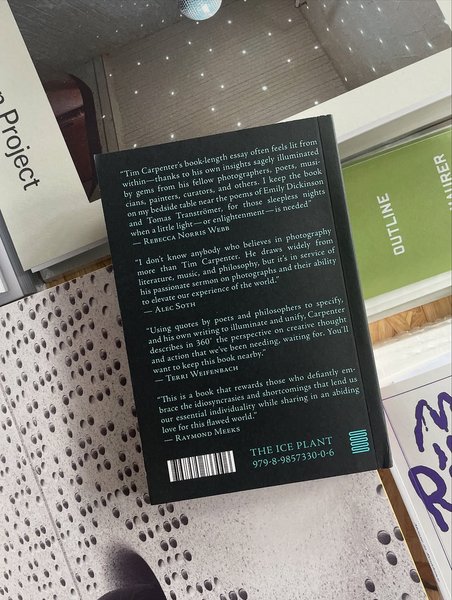 n Project
"Tim Carpenter's book-length essay often feels lit from
within—thanks to his own insights sagely illuminated
by gems from his fellow photographers, poets, musi-
cians, painters, curators, and others. I keep the book
on my bedside table near the poems of Emily Dickinson
and Tomas Tranströmer, for those sleepless nights
when a little light—or enlightenment—is needed"
— Rebecca Norris Webb
"I don't know anybody who believes in photography
more than Tim Carpenter. He draws widely from
literature, music, and philosophy, but it's in service of
his passionate sermon on photographs and their ability
to elevate our experience of the world."
— Alec Soth
"Using quotes by poets and philosophers to specify,
and his own writing to illuminate and unify, Carpenter
describes in 360° the perspective on creative thought
and action that we've been needing, waiting for. You'll
want to keep this book nearby."
— Terri Weifenbach
"This is a book that rewards those who defiantly em-
brace the idiosyncrasies and shortcomings that lend us
our essential individuality while sharing in an abiding
love for this flawed world."
— Raymond Meeks
THE ICE PLANT
979-8-9857330-0-6
OUTLINE